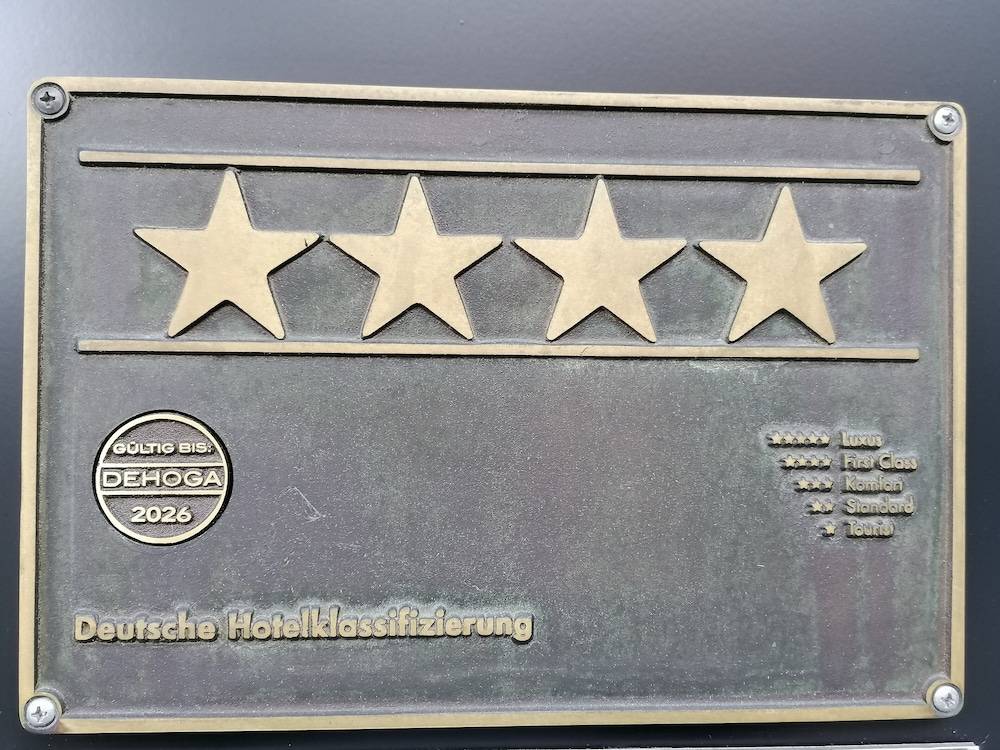 GÜLTIG BIS:
DEHOGA
2026
★★★★★ Luxus
★★★★ First Class
★★★ Komfort
★★ Standard
★ Tourist
Deutsche Hotelklassifizierung